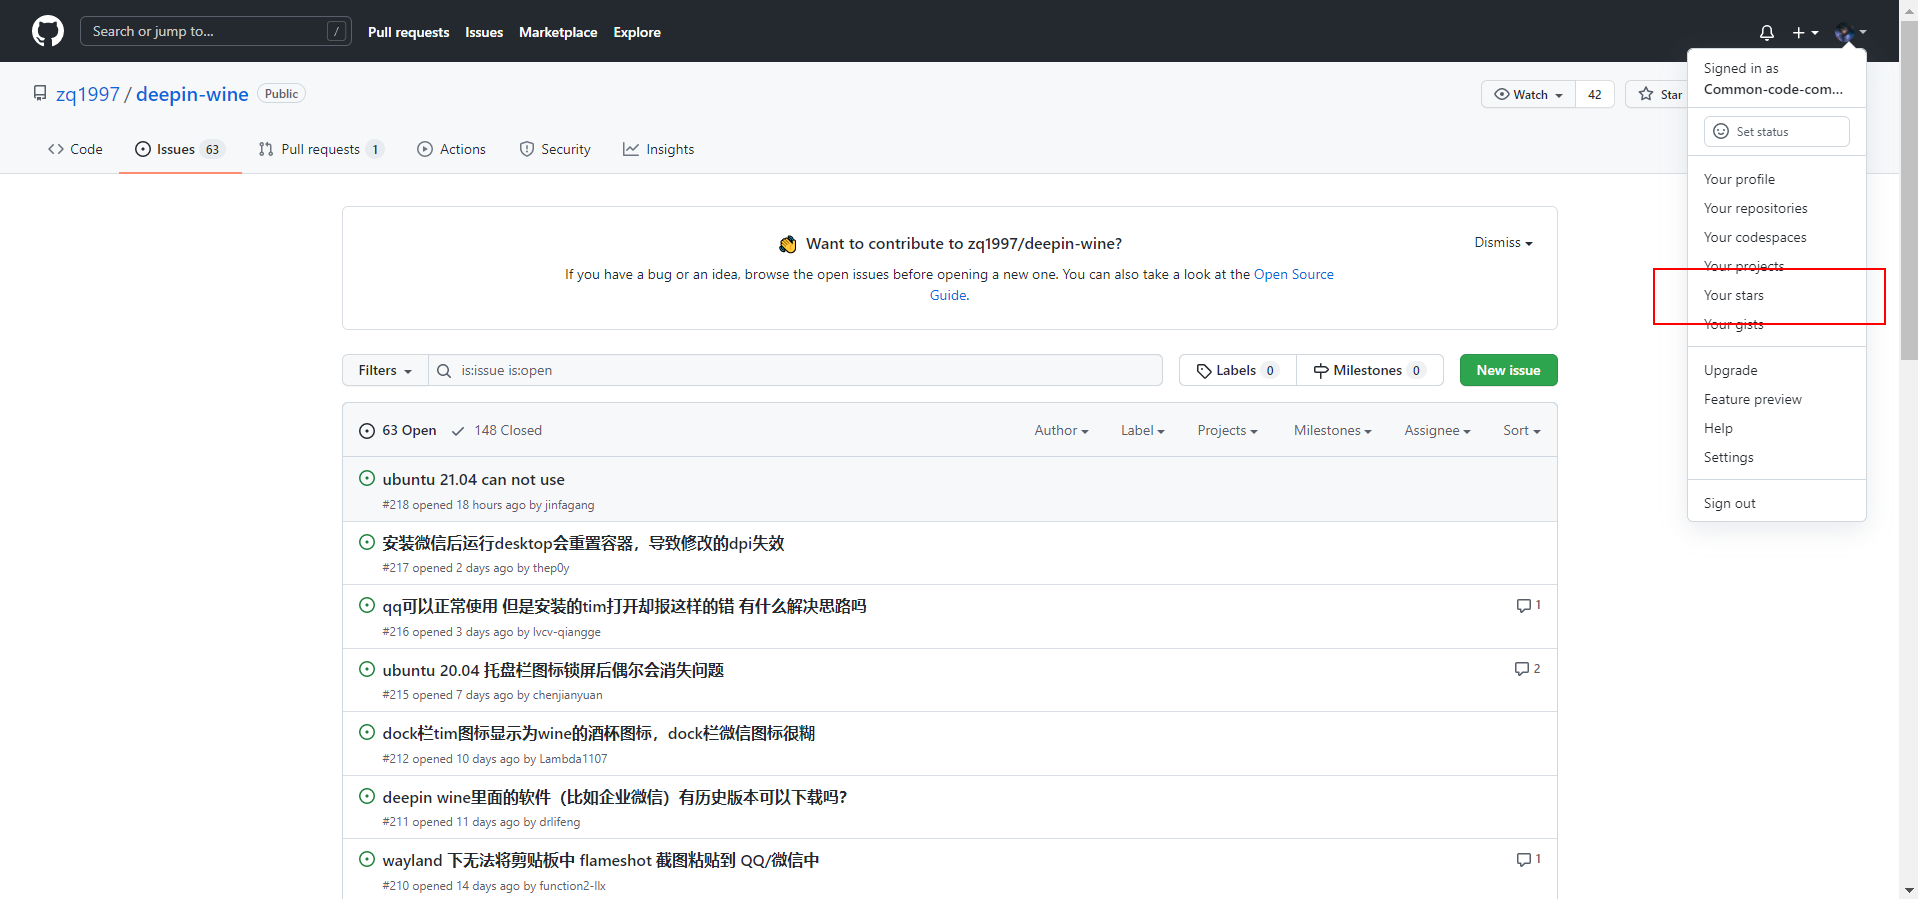 Search or jump to... / Pull requests Issues Marketplace Explore
zq1997 / deepin-wine Public Watch 42 Star
Code Issues 63 Pull requests 1 Actions Security Insights
Signed in as
Common-code-com...
Set status
Your profile
Your repositories
Your codespaces
Your projects
Your stars
Your gists
Upgrade
Feature preview
Help
Settings
Sign out
Want to contribute to zq1997/deepin-wine? Dismiss
If you have a bug or an idea, browse the open issues before opening a new one. You can also take a look at the Open Source
Guide.
Filters is:issue is:open Labels 0 Milestones 0 New issue
63 Open 148 Closed Author Label Projects Milestones Assignee Sort
ubuntu 21.04 can not use
#218 opened 18 hours ago by jinfagang
安装微信后运行desktop会重置容器，导致修改的dpi失效
#217 opened 2 days ago by thep0y
qq可以正常使用 但是安装的tim打开却报这样的错 有什么解决思路吗 1
#216 opened 3 days ago by lvcv-qiangge
ubuntu 20.04 托盘栏图标锁屏后偶尔会消失问题 2
#215 opened 7 days ago by chenjianyuan
dock栏tim图标显示为wine的酒杯图标，dock栏微信图标很糊
#212 opened 10 days ago by Lambda1107
deepin wine里面的软件（比如企业微信）有历史版本可以下载吗?
#211 opened 11 days ago by drlifeng
wayland 下无法将剪贴板中 flameshot 截图粘贴到 QQ/微信中 1
#210 opened 14 days ago by function2-llx